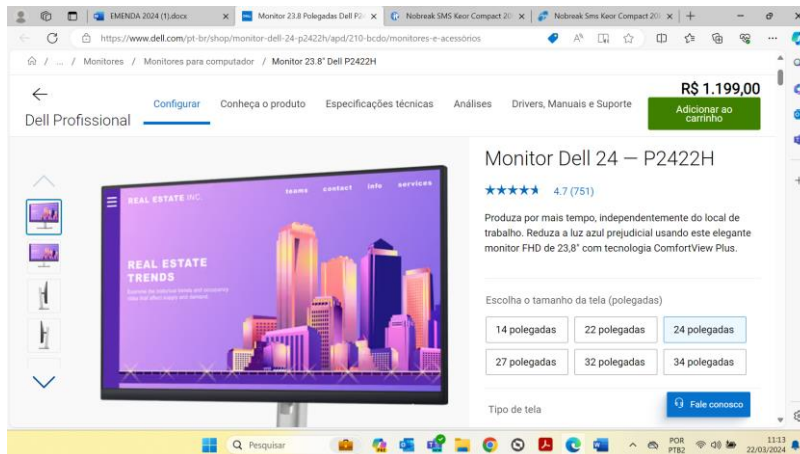 EMENDA 2024 (1).docx
Monitor 23.8 Polegadas Dell P2
Nobreak SMS Keor Compact 20
Nobreak Sms Keor Compact 20
https://www.dell.com/pt-br/shop/monitor-dell-24-p2422h/apd/210-bcdo/monitores-e-acessórios
/ ... / Monitores / Monitores para computador / Monitor 23.8" Dell P2422H
R$ 1.199,00
Dell Profissional
Configurar Conheça o produto Especificações técnicas Análises Drivers, Manuais e Suporte
Adicionar ao
carrinho
Monitor Dell 24 – P2422H
4.7 (751)
Produza por mais tempo, independentemente do local de
trabalho. Reduza a luz azul prejudicial usando este elegante
monitor FHD de 23,8" com tecnologia ComfortView Plus.
REAL ESTATE INC.
teams contact info services
REAL ESTATE
TRENDS
Escolha o tamanho da tela (polegadas)
14 polegadas 22 polegadas 24 polegadas
27 polegadas 32 polegadas 34 polegadas
Tipo de tela
Fale conosco
Pesquisar
POR
PTB2
11:13
22/03/2024